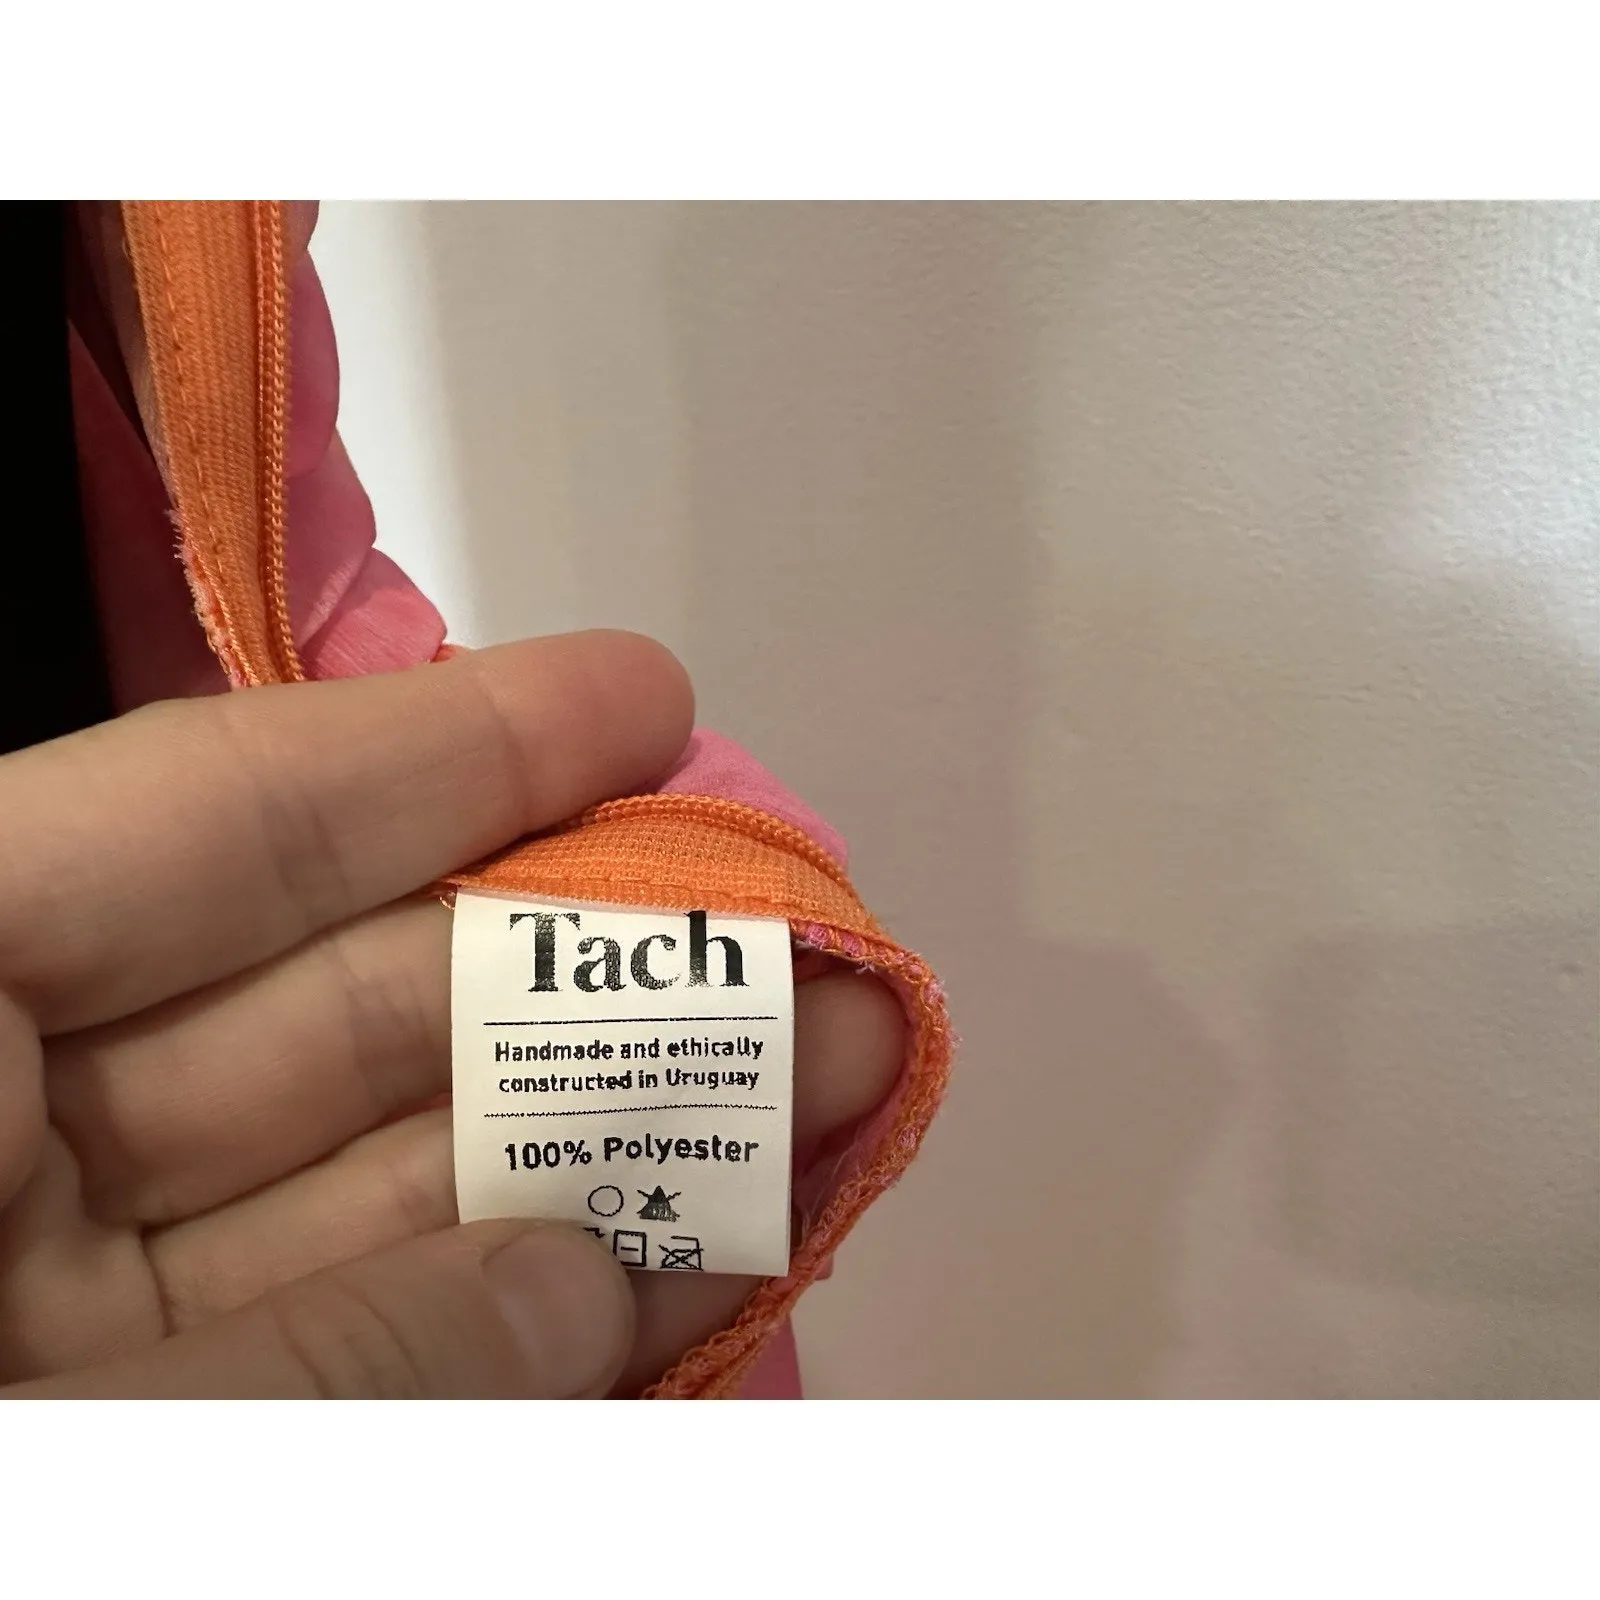 Tach
Handmade and ethically
constructed in Uruguay
100% Polyester